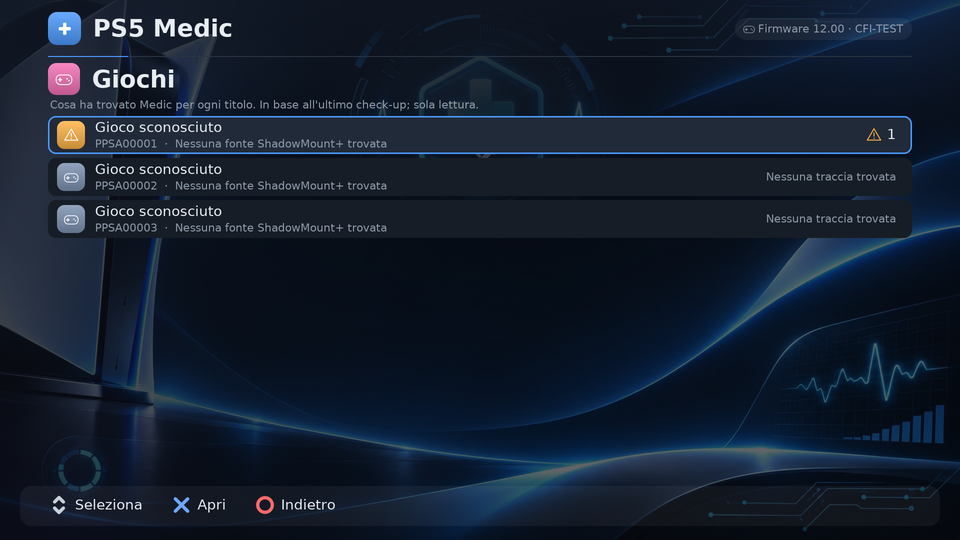 PS5 Medic
Firmware 12.00 · CFI-TEST
Giochi
Cosa ha trovato Medic per ogni titolo. In base all'ultimo check-up; sola lettura.
Gioco sconosciuto
PPSA00001 · Nessuna fonte ShadowMount+ trovata
1
Gioco sconosciuto
PPSA00002 · Nessuna fonte ShadowMount+ trovata
Nessuna traccia trovata
Gioco sconosciuto
PPSA00003 · Nessuna fonte ShadowMount+ trovata
Nessuna traccia trovata
Seleziona
Apri
Indietro